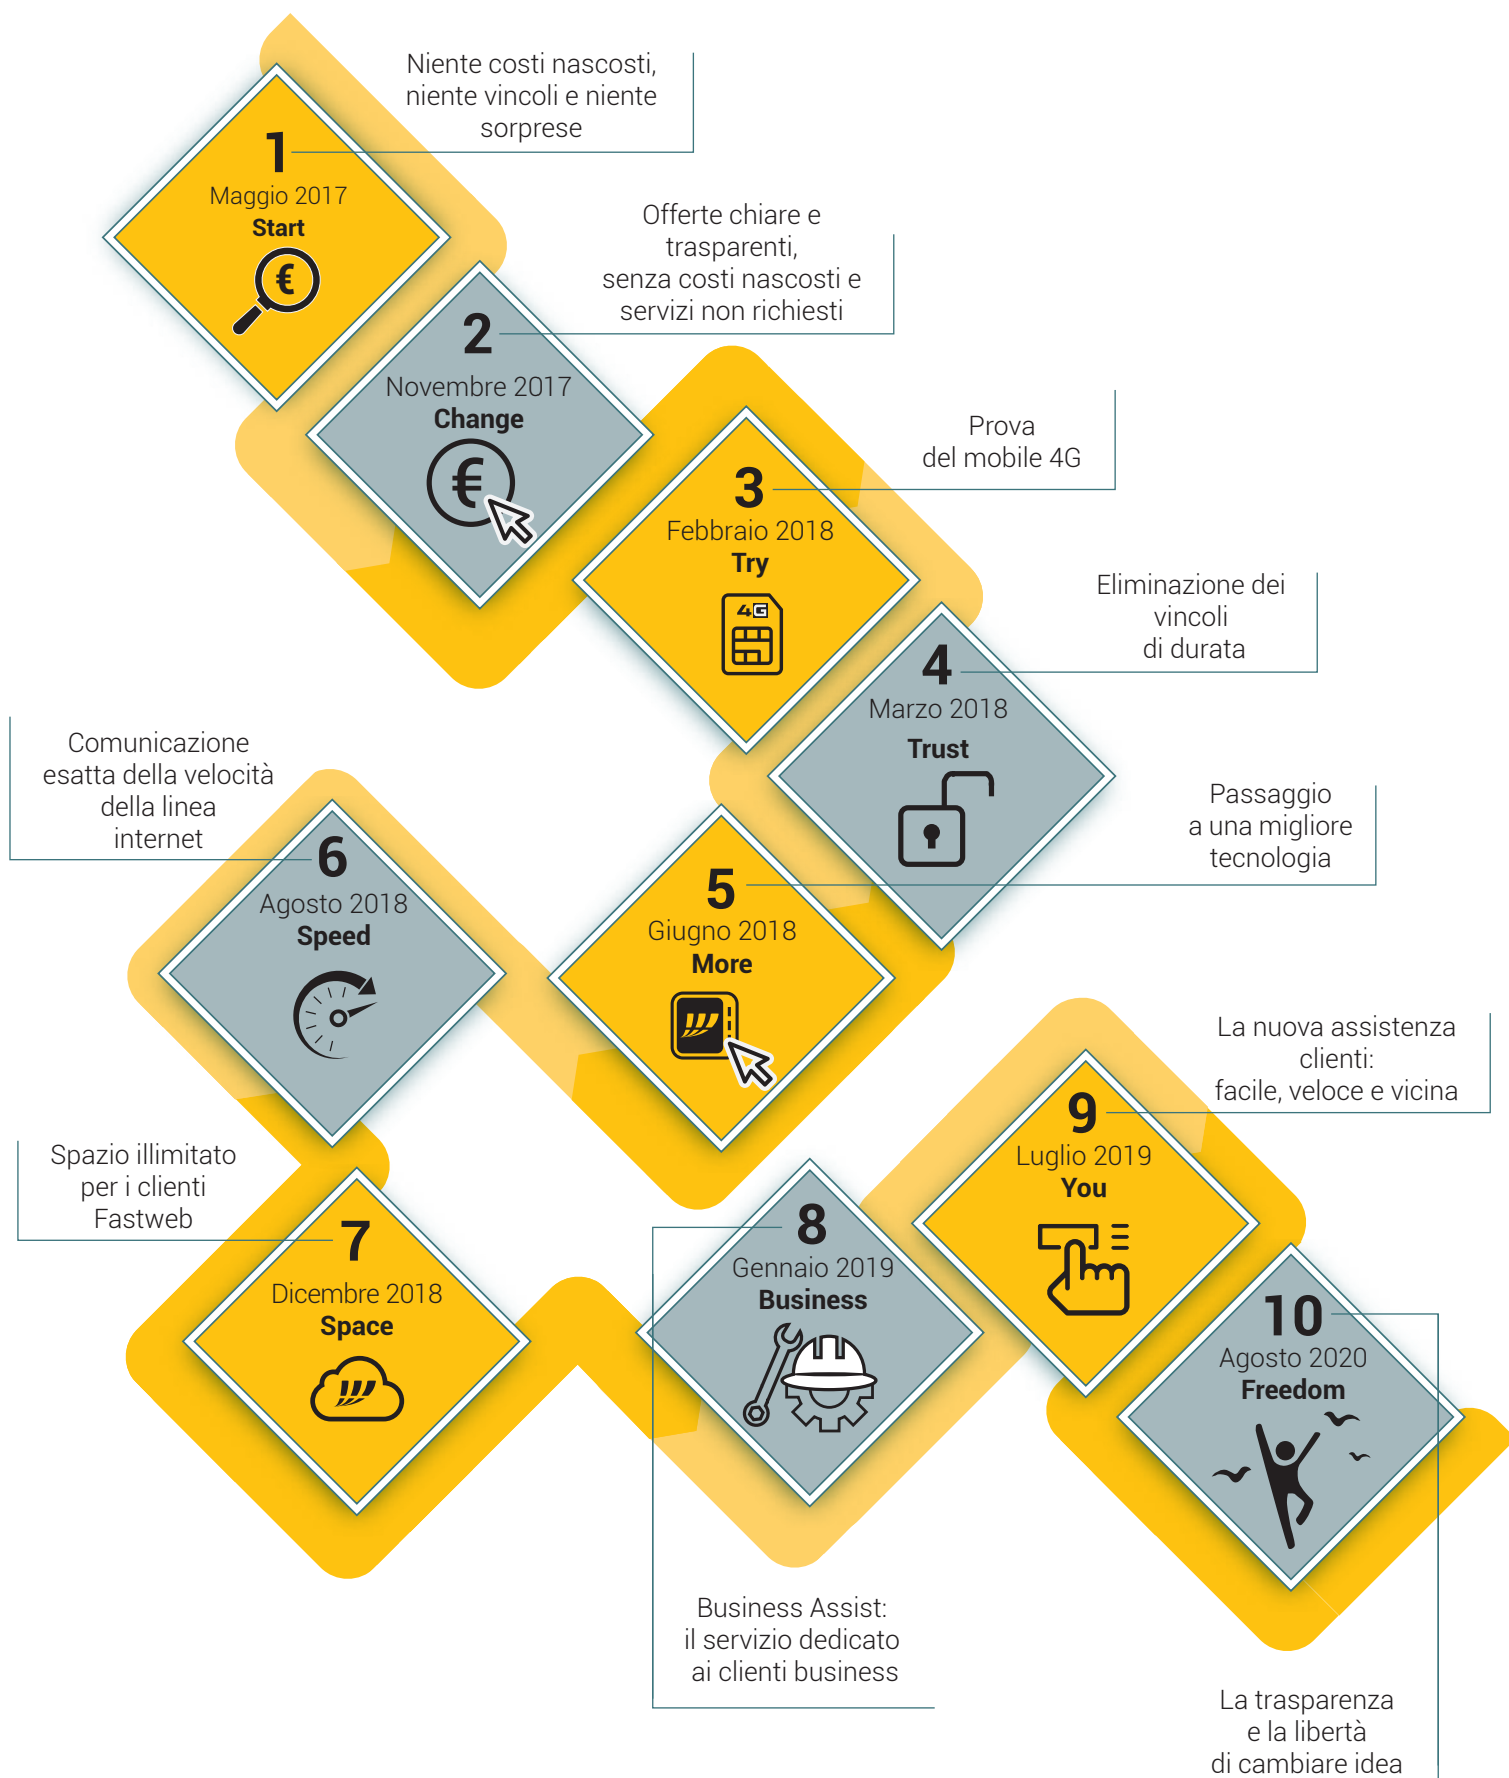 Niente costi nascosti,
niente vincoli e niente
sorprese
1
Maggio 2017
Start
€
Offerte chiare e
trasparenti,
senza costi nascosti e
servizi non richiesti
2
Novembre 2017
Change
€
Prova
del mobile 4G
3
Febbraio 2018
Try
4G
Eliminazione dei
vincoli
di durata
4
Marzo 2018
Trust
Passaggio
a una migliore
tecnologia
5
Giugno 2018
More
Comunicazione
esatta della velocità
della linea
internet
6
Agosto 2018
Speed
Spazio illimitato
per i clienti
Fastweb
7
Dicembre 2018
Space
8
Gennaio 2019
Business
Business Assist:
il servizio dedicato
ai clienti business
La nuova assistenza
clienti:
facile, veloce e vicina
9
Luglio 2019
You
10
Agosto 2020
Freedom
La trasparenza
e la libertà
di cambiare idea